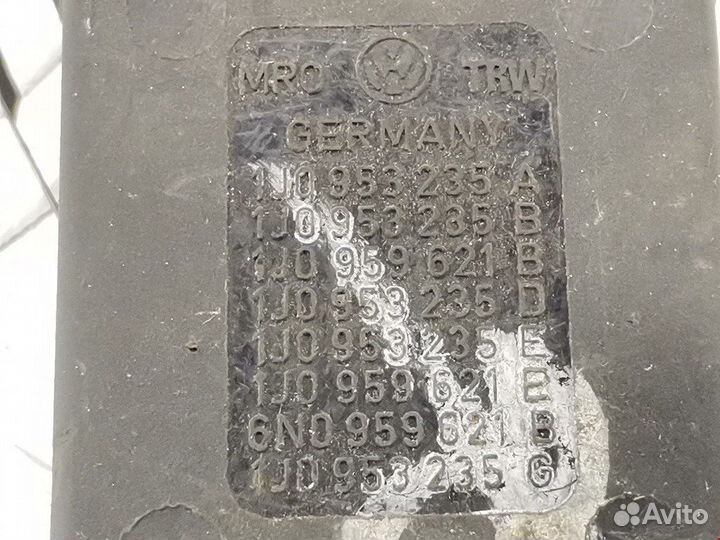 MRO VW TRW
GERMANY
1J0 953 235 A
1J0 953 235 B
1J0 959 621 B
1J0 953 235 D
1J0 953 235 E
1J0 959 621 E
6N0 959 621 B
1J0 953 235 G
Avito